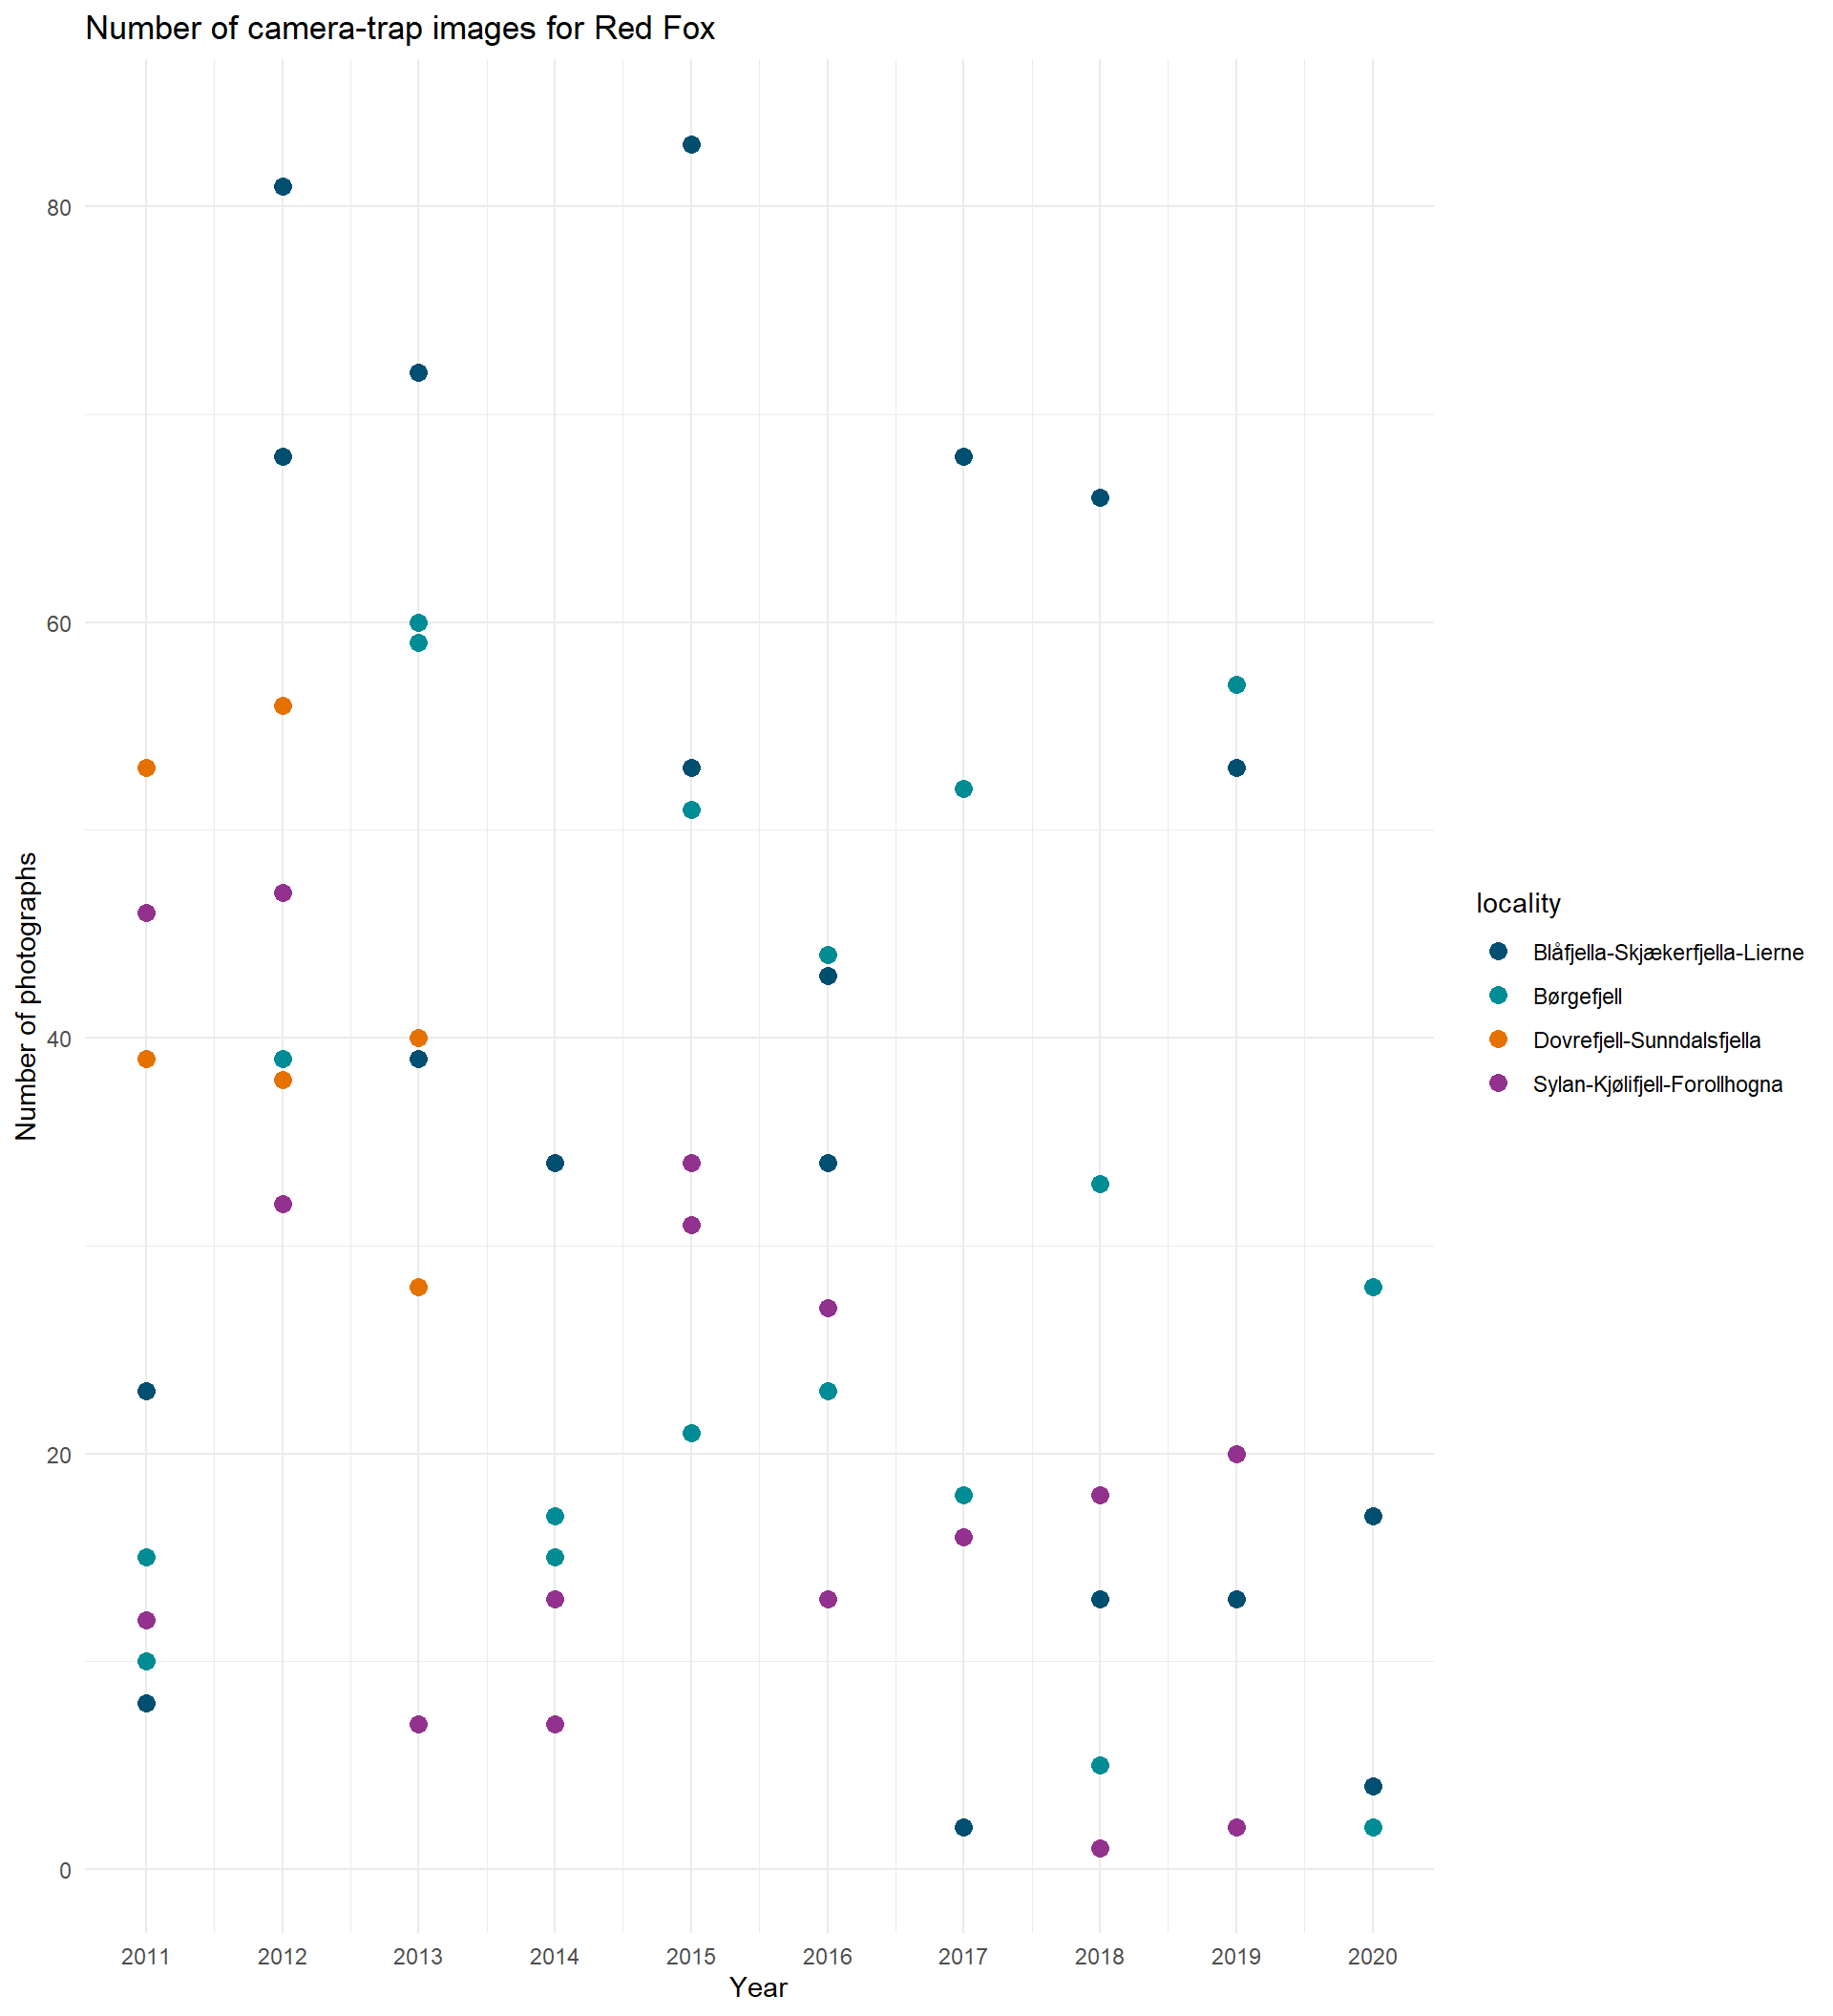 Number of camera-trap images for Red Fox
80
60
40
20
0
Number of photographs
2011 2012 2013 2014 2015 2016 2017 2018 2019 2020
Year
locality
Blåfjella-Skjækerfjella-Lierne
Børgefjell
Dovrefjell-Sunndalsfjella
Sylan-Kjølifjell-Forollhogna